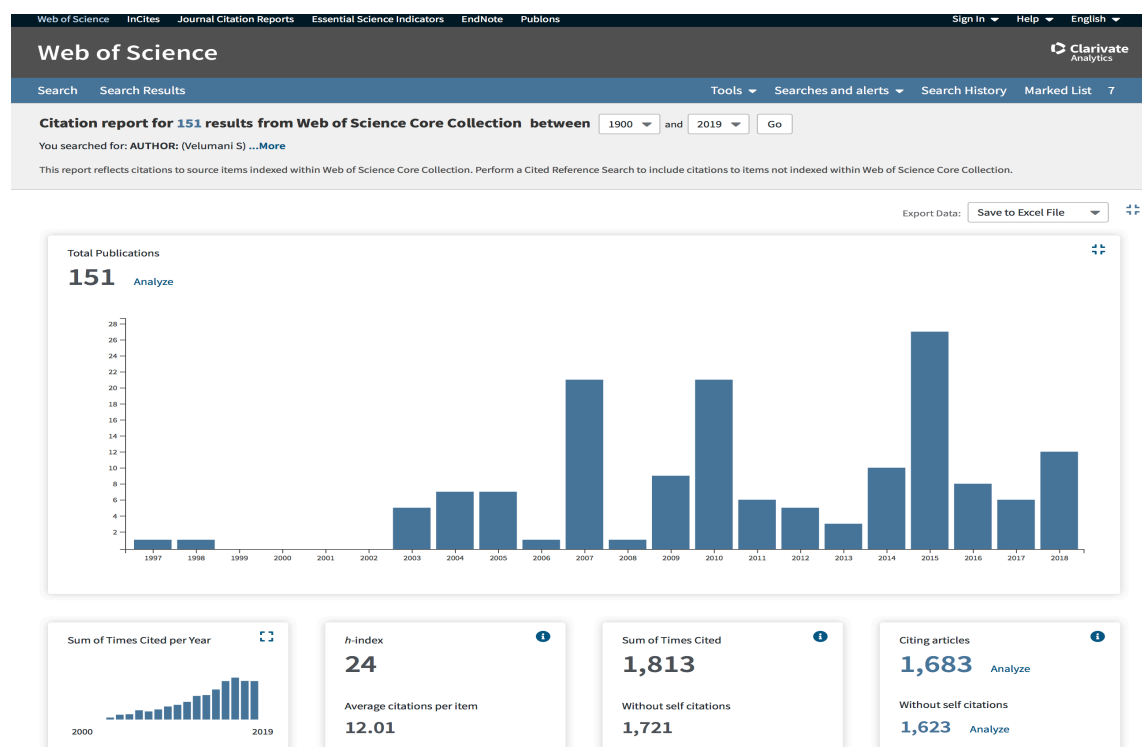 Web of Science InCites Journal Citation Reports Essential Science Indicators EndNote Publons Sign In Help English
Web of Science Clarivate Analytics
Search Search Results Tools Searches and alerts Search History Marked List 7
Citation report for 151 results from Web of Science Core Collection between 1900 and 2019 Go
You searched for: AUTHOR: (Velumani S) ...More
This report reflects citations to source items indexed within Web of Science Core Collection. Perform a Cited Reference Search to include citations to items not indexed within Web of Science Core Collection.
Export Data: Save to Excel File
Total Publications
151 Analyze
28
26
24
22
20
18
16
14
12
10
8
6
4
2
1997 1998 1999 2000 2001 2002 2003 2004 2005 2006 2007 2008 2009 2010 2011 2012 2013 2014 2015 2016 2017 2018
Sum of Times Cited per Year
2000 2019
h-index
24
Average citations per item
12.01
Sum of Times Cited
1,813
Without self citations
1,721
Citing articles
1,683 Analyze
Without self citations
1,623 Analyze